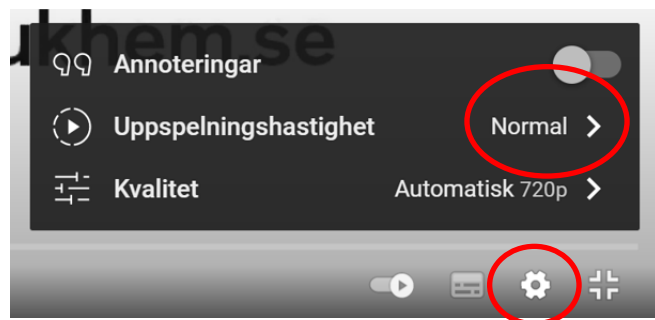 ukhem.se
Annoteringar
Uppspelningshastighet Normal
Kvalitet Automatisk 720p